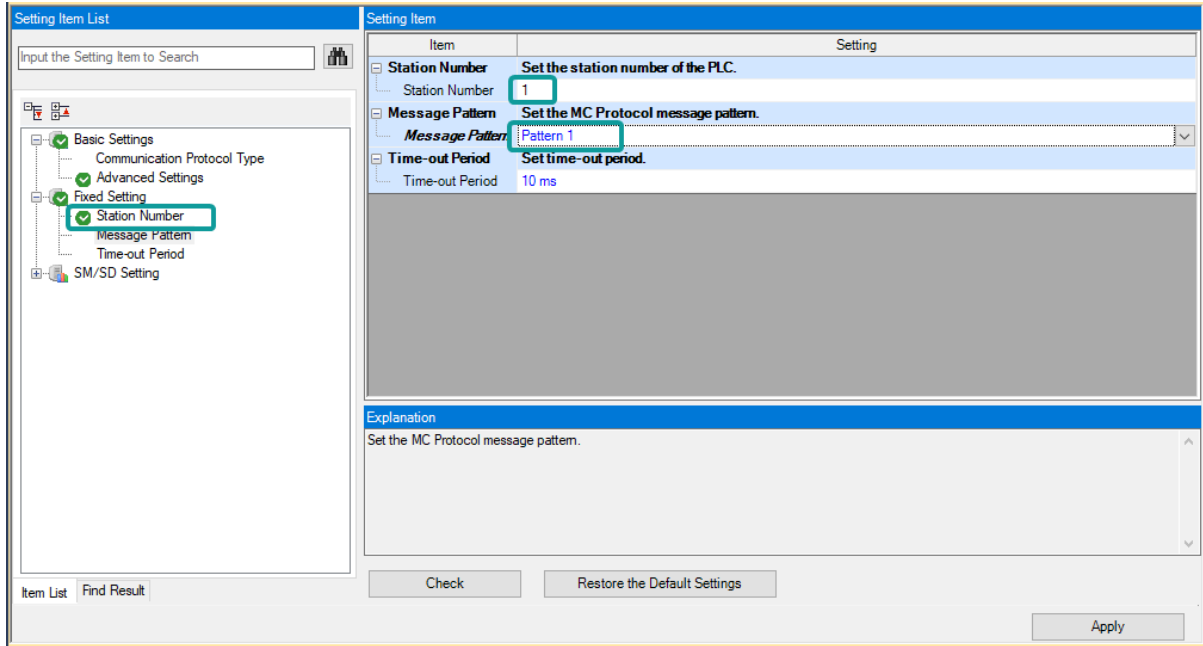 Setting Item List
Input the Setting Item to Search
Basic Settings
Communication Protocol Type
Advanced Settings
Fixed Setting
Station Number
Message Pattern
Time-out Period
SM/SD Setting
Item List
Find Result
Setting Item
Item Setting
Station Number Set the station number of the PLC.
Station Number 1
Message Pattern Set the MC Protocol message pattern.
Message Pattern Pattern 1
Time-out Period Set time-out period.
Time-out Period 10 ms
Explanation
Set the MC Protocol message pattern.
Check
Restore the Default Settings
Apply